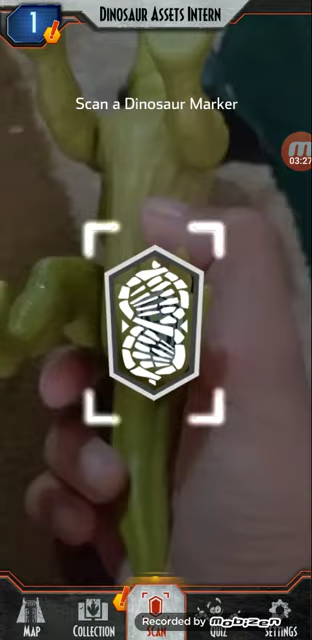 1
DINOSAUR ASSETS INTERN
Scan a Dinosaur Marker
03:27
MAP
COLLECTION
SCAN
QUIZ
SETTINGS
Recorded by Mobizen